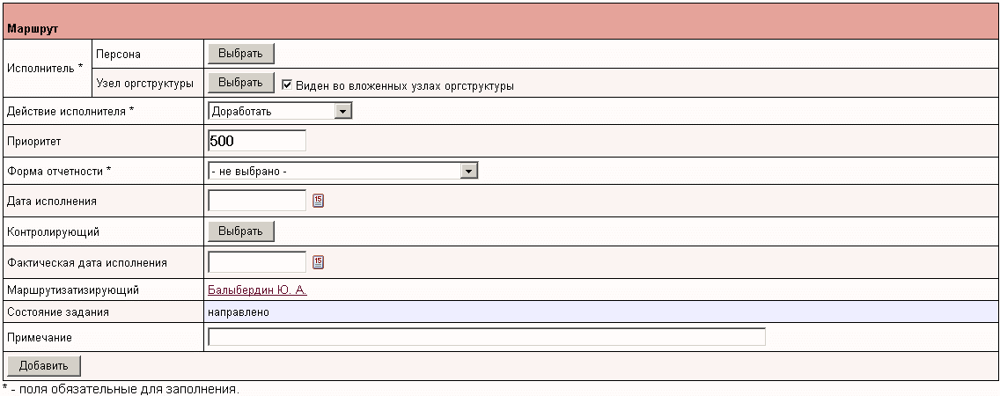 Маршрут
Исполнитель * Персона Выбрать
Узел оргструктуры Выбрать Виден во вложенных узлах оргструктуры
Действие исполнителя * Доработать
Приоритет 500
Форма отчетности * - не выбрано -
Дата исполнения 15
Контролирующий Выбрать
Фактическая дата исполнения 15
Маршрутизатизирующий Балыбердин Ю. А.
Состояние задания направлено
Примечание
Добавить
* - поля обязательные для заполнения.